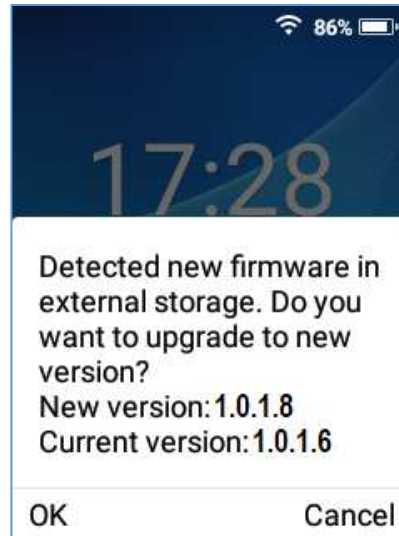 86%
17:28
Detected new firmware in
external storage. Do you
want to upgrade to new
version?
New version:1.0.1.8
Current version:1.0.1.6
OK Cancel